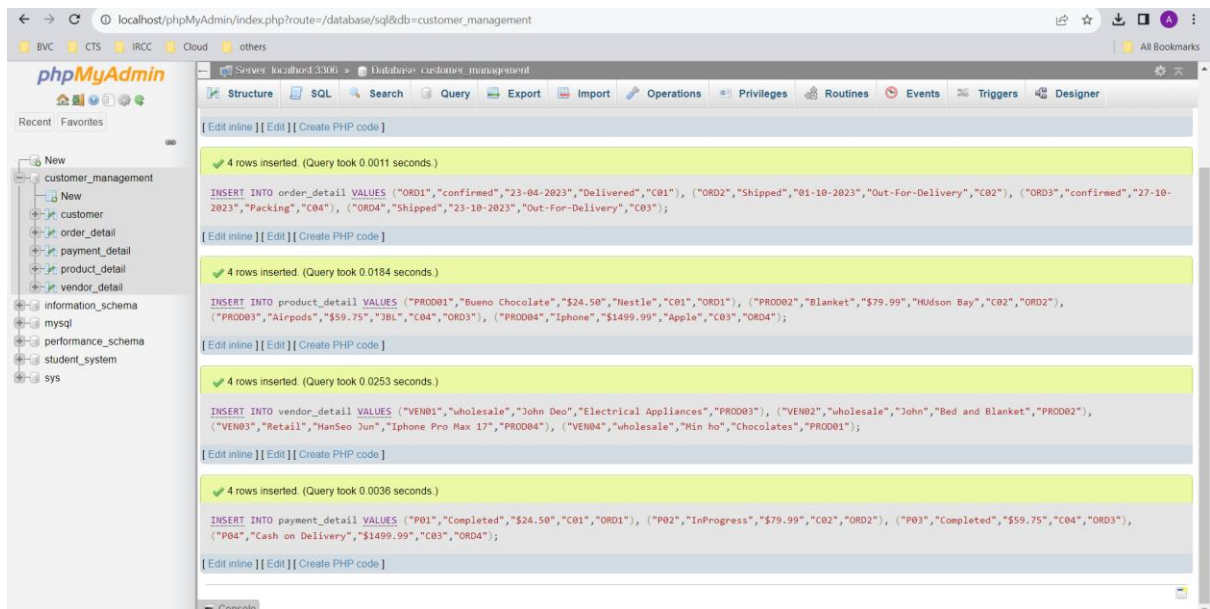 localhost/phpMyAdmin/index.php?route=/database/sql&db=customer_management
A
BVC CTS IRCC Cloud others All Bookmarks
phpMyAdmin
Recent Favorites
New
customer_management
New
customer
order_detail
payment_detail
product_detail
vendor_detail
information_schema
mysql
performance_schema
student_system
sys
Server: localhost:3306 » Database: customer_management
Structure SQL Search Query Export Import Operations Privileges Routines Events Triggers Designer
[ Edit inline ] [ Edit ] [ Create PHP code ]
4 rows inserted. (Query took 0.0011 seconds.)
INSERT INTO order_detail VALUES ("ORD1","confirmed","23-04-2023","Delivered","C01"), ("ORD2","Shipped","01-10-2023","Out-For-Delivery","C02"), ("ORD3","confirmed","27-10-
2023","Packing","C04"), ("ORD4","Shipped","23-10-2023","Out-For-Delivery","C03");
[ Edit inline ] [ Edit ] [ Create PHP code ]
4 rows inserted. (Query took 0.0184 seconds.)
INSERT INTO product_detail VALUES ("PROD01","Bueno Chocolate","$24.50","Nestle","C01","ORD1"), ("PROD02","Blanket","$79.99","HUdson Bay","C02","ORD2"),
("PROD03","Airpods","$59.75","JBL","C04","ORD3"), ("PROD04","Iphone","$1499.99","Apple","C03","ORD4");
[ Edit inline ] [ Edit ] [ Create PHP code ]
4 rows inserted. (Query took 0.0253 seconds.)
INSERT INTO vendor_detail VALUES ("VEN01","wholesale","John Deo","Electrical Appliances","PROD03"), ("VEN02","wholesale","John","Bed and Blanket","PROD02"),
("VEN03","Retail","HanSeo Jun","Iphone Pro Max 17","PROD04"), ("VEN04","wholesale","Min ho","Chocolates","PROD01");
[ Edit inline ] [ Edit ] [ Create PHP code ]
4 rows inserted. (Query took 0.0036 seconds.)
INSERT INTO payment_detail VALUES ("P01","Completed","$24.50","C01","ORD1"), ("P02","InProgress","$79.99","C02","ORD2"), ("P03","Completed","$59.75","C04","ORD3"),
("P04","Cash on Delivery","$1499.99","C03","ORD4");
[ Edit inline ] [ Edit ] [ Create PHP code ]
Console